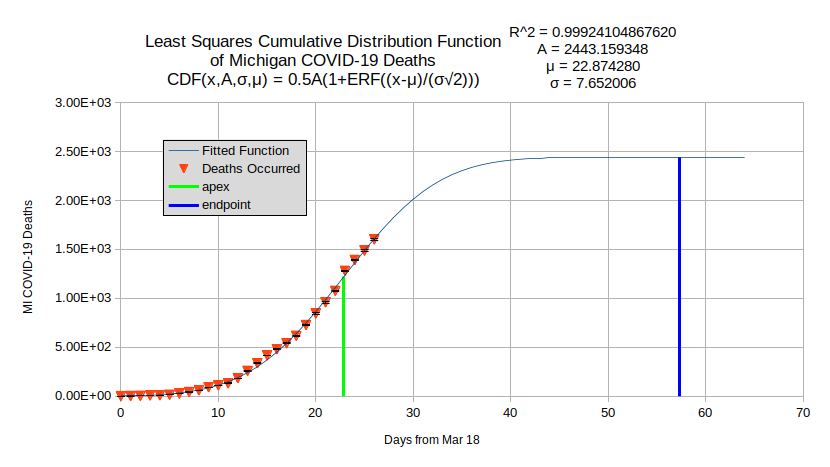 Least Squares Cumulative Distribution Function
of Michigan COVID-19 Deaths
CDF(x,A,σ,μ) = 0.5A(1+ERF((x-μ)/(σ√2)))
R^2 = 0.99924104867620
A = 2443.159348
μ = 22.874280
σ = 7.652006
3.00E+03
2.50E+03
2.00E+03
1.50E+03
1.00E+03
5.00E+02
0.00E+00
MI COVID-19 Deaths
Fitted Function
Deaths Occurred
apex
endpoint
0 10 20 30 40 50 60 70
Days from Mar 18